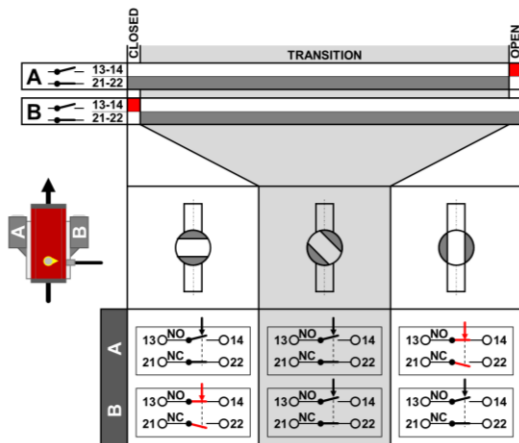 CLOSED
TRANSITION
OPEN
A 13-14
21-22
B 13-14
21-22
A B
A
13 NO 14 13 NO 14 13 NO 14
21 NC 22 21 NC 22 21 NC 22
B
13 NO 14 13 NO 14 13 NO 14
21 NC 22 21 NC 22 21 NC 22